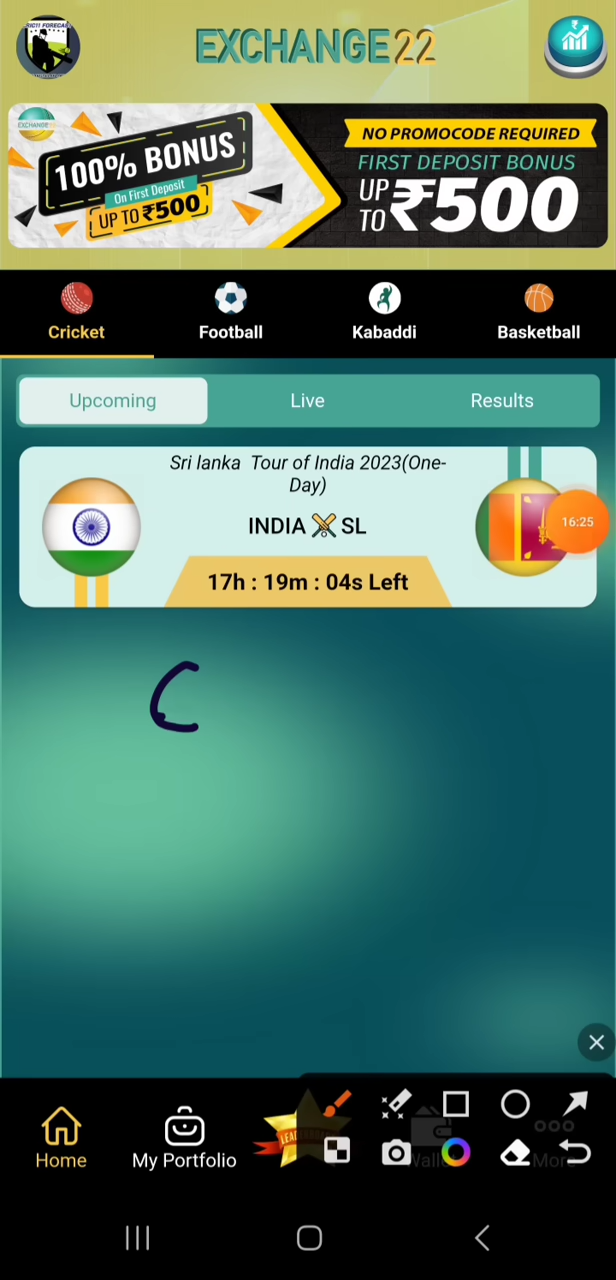 EXCHANGE22
100% BONUS
On First Deposit
UP TO ₹500
NO PROMOCODE REQUIRED
FIRST DEPOSIT BONUS
UP TO ₹500
Cricket Football Kabaddi Basketball
Upcoming Live Results
Sri lanka Tour of India 2023(One-
Day)
INDIA SL
16:25
17h : 19m : 04s Left
C
Home My Portfolio Wallet More